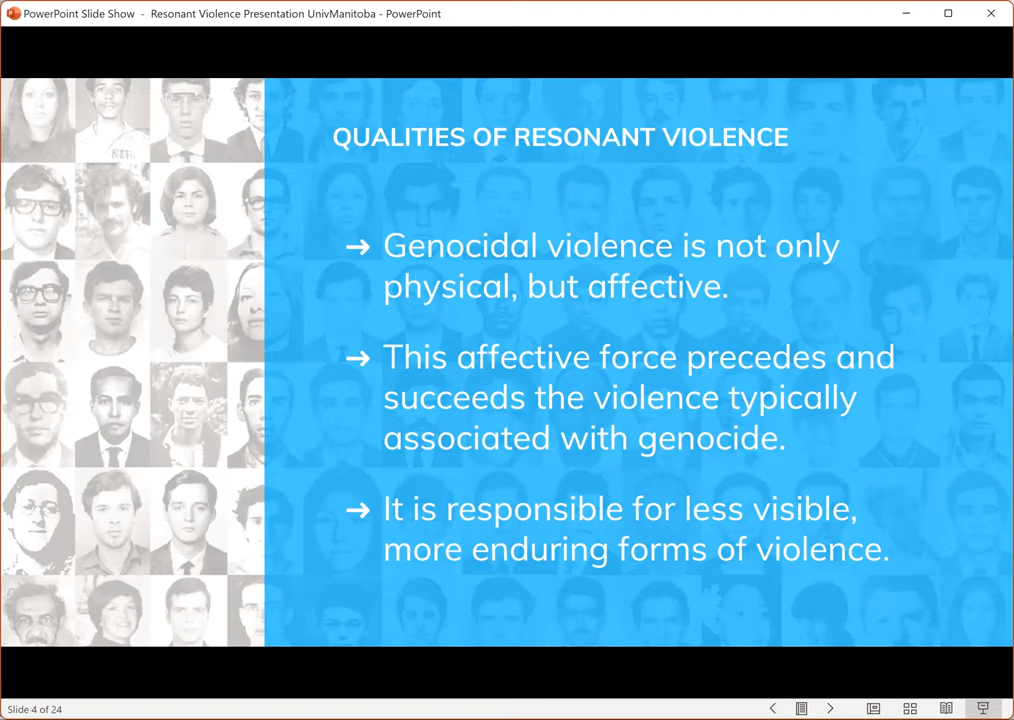 PowerPoint Slide Show - Resonant Violence Presentation UnivManitoba - PowerPoint
QUALITIES OF RESONANT VIOLENCE
➔ Genocidal violence is not only
physical, but affective.
➔ This affective force precedes and
succeeds the violence typically
associated with genocide.
➔ It is responsible for less visible,
more enduring forms of violence.
Slide 4 of 24